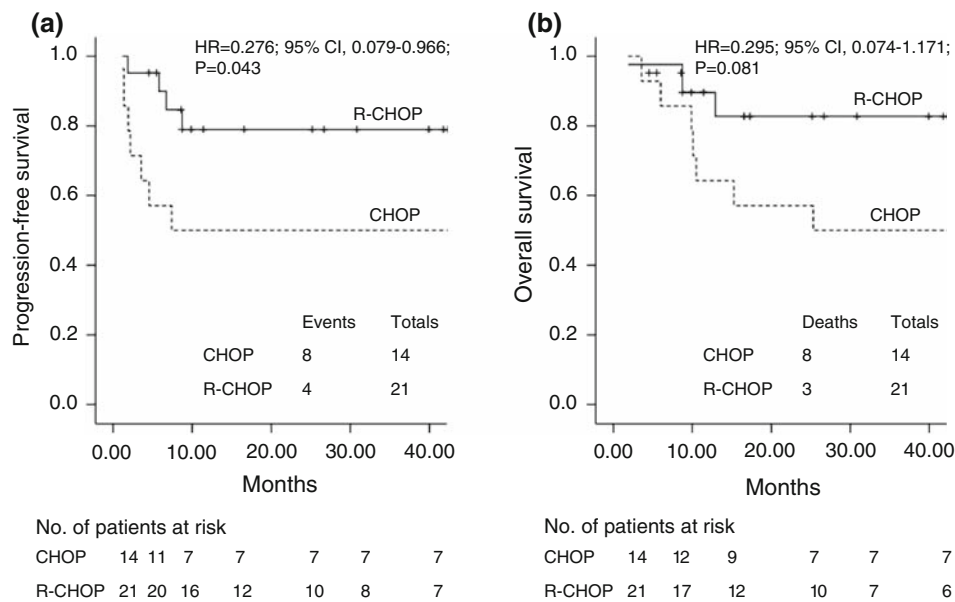 (a)
HR=0.276; 95% CI, 0.079-0.966;
P=0.043
1.0
0.8
0.6
0.4
0.2
0.0
Progression-free survival
R-CHOP
CHOP
Events Totals
CHOP 8 14
R-CHOP 4 21
0.00 10.00 20.00 30.00 40.00
Months
No. of patients at risk
CHOP 14 11 7 7 7 7 7
R-CHOP 21 20 16 12 10 8 7
(b)
HR=0.295; 95% CI, 0.074-1.171;
P=0.081
1.0
0.8
0.6
0.4
0.2
0.0
Overall survival
R-CHOP
CHOP
Deaths Totals
CHOP 8 14
R-CHOP 3 21
0.00 10.00 20.00 30.00 40.00
Months
No. of patients at risk
CHOP 14 12 9 7 7 7
R-CHOP 21 17 12 10 7 6